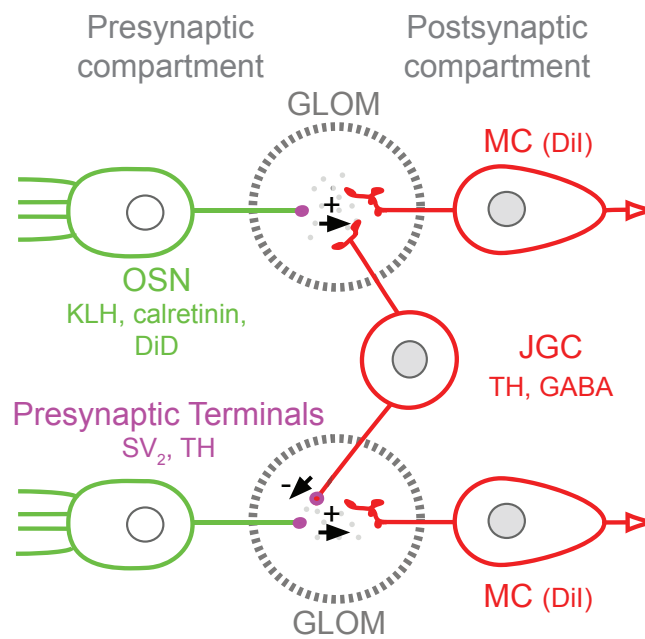 Presynaptic
compartment
Postsynaptic
compartment
GLOM
MC (DiI)
+
OSN
KLH, calretinin,
DiD
JGC
TH, GABA
Presynaptic Terminals
SV₂, TH
-
+
MC (DiI)
GLOM